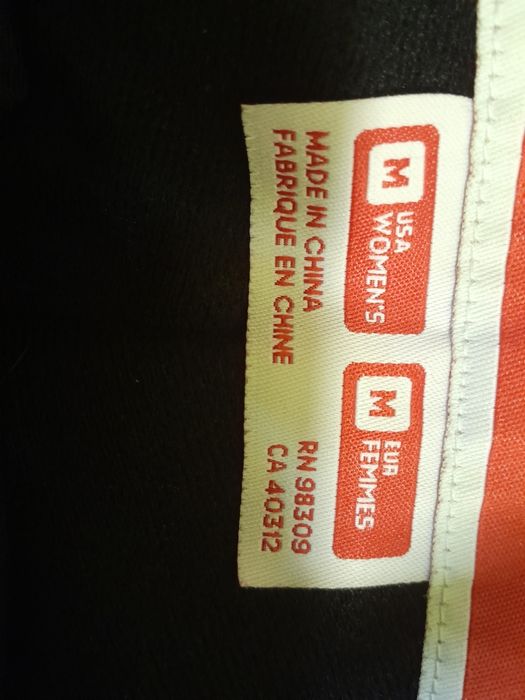 M USA
WOMEN'S
M EUR
FEMMES
MADE IN CHINA
FABRIQUE EN CHINE
RN 98309
CA 40312